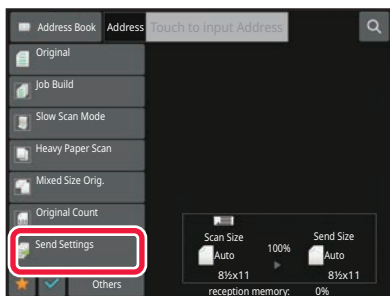 Address Book Address Touch to input Address
Original
Job Build
Slow Scan Mode
Heavy Paper Scan
Mixed Size Orig.
Original Count
Send Settings
Others
Scan Size 100% Send Size
Auto Auto
8½x11 8½x11
reception memory: 0%